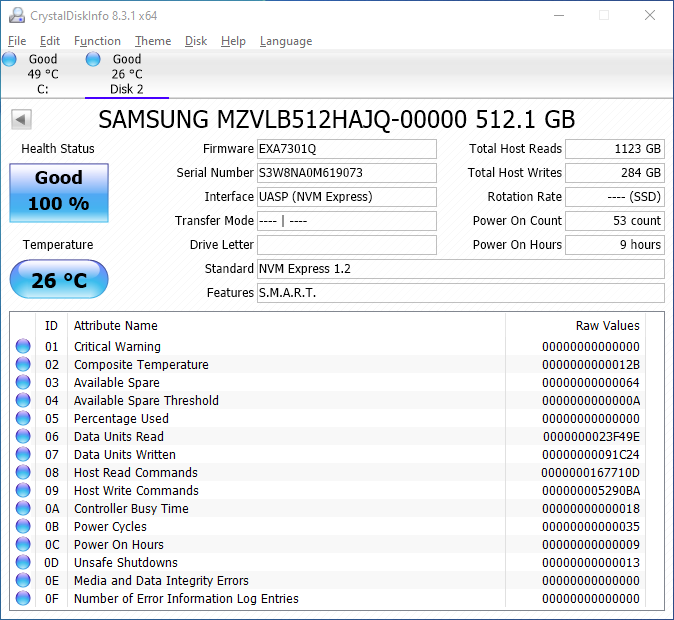 CrystalDiskInfo 8.3.1 x64
File Edit Function Theme Disk Help Language
Good Good
49 °C 26 °C
C: Disk 2
SAMSUNG MZVLB512HAJQ-00000 512.1 GB
Health Status
Good
100 %
Temperature
26 °C
Firmware EXA7301Q
Serial Number S3W8NA0M619073
Interface UASP (NVM Express)
Transfer Mode ---- | ----
Drive Letter
Standard NVM Express 1.2
Features S.M.A.R.T.
Total Host Reads 1123 GB
Total Host Writes 284 GB
Rotation Rate ---- (SSD)
Power On Count 53 count
Power On Hours 9 hours
ID Attribute Name Raw Values
01 Critical Warning 00000000000000
02 Composite Temperature 0000000000012B
03 Available Spare 00000000000064
04 Available Spare Threshold 0000000000000A
05 Percentage Used 00000000000000
06 Data Units Read 0000000023F49E
07 Data Units Written 00000000091C24
08 Host Read Commands 0000000167710D
09 Host Write Commands 000000005290BA
0A Controller Busy Time 00000000000018
0B Power Cycles 00000000000035
0C Power On Hours 00000000000009
0D Unsafe Shutdowns 00000000000013
0E Media and Data Integrity Errors 00000000000000
0F Number of Error Information Log Entries 00000000000000